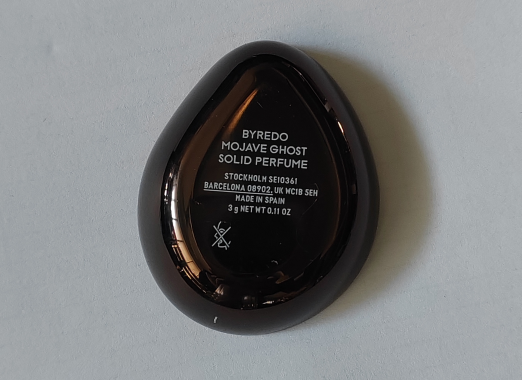 BYREDO
MOJAVE GHOST
SOLID PERFUME
STOCKHOLM SE10361
BARCELONA 08902, UK WC1B 5EH
MADE IN SPAIN
3 g NET WT 0.11 OZ